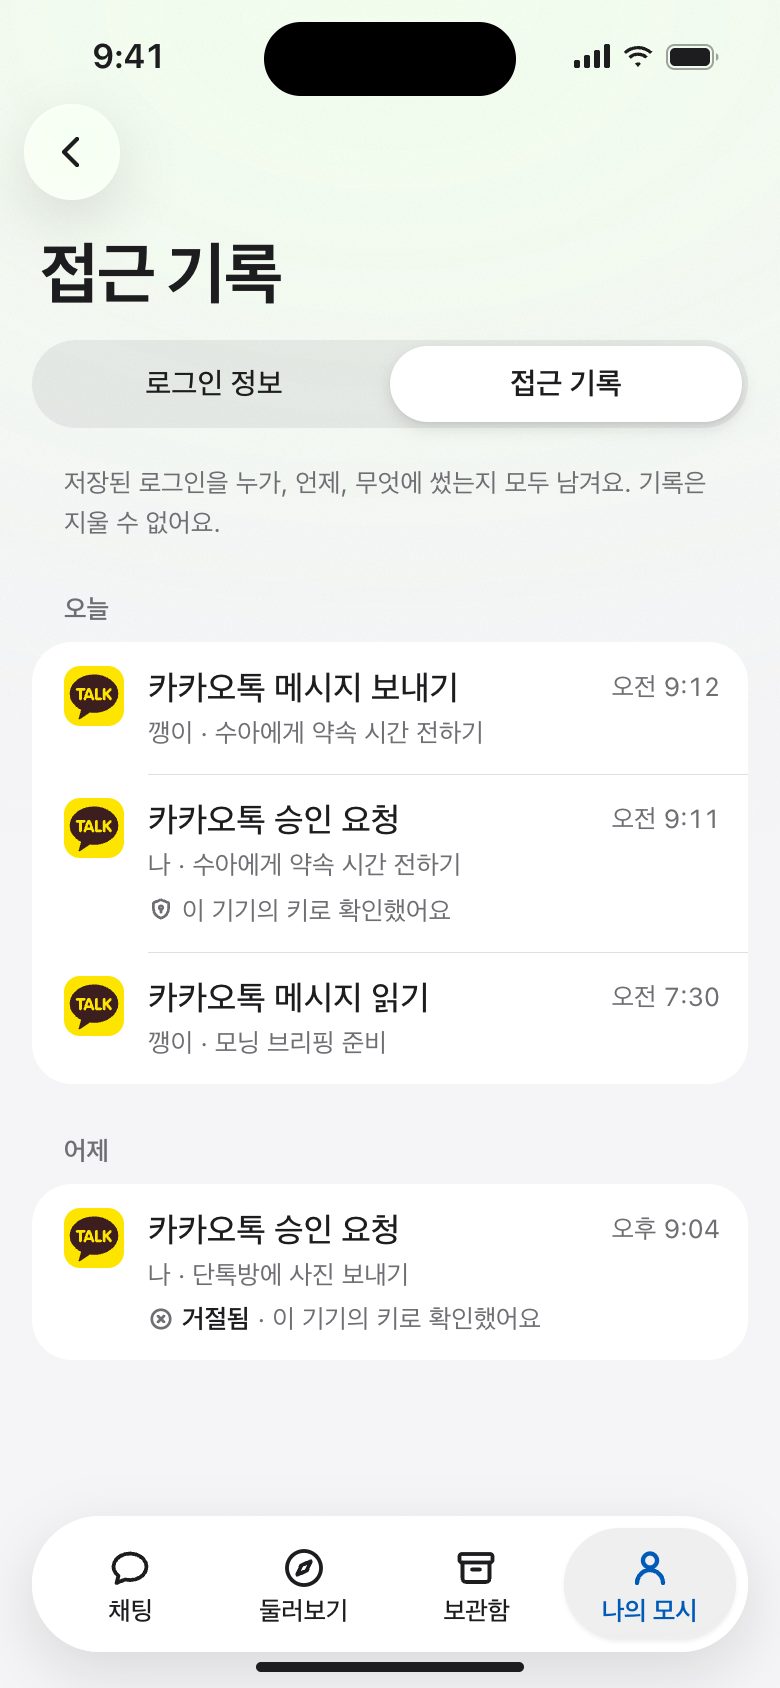 9:41
접근 기록
로그인 정보
접근 기록
저장된 로그인을 누가, 언제, 무엇에 썼는지 모두 남겨요. 기록은
지울 수 없어요.
오늘
TALK
카카오톡 메시지 보내기
오전 9:12
깽이 · 수아에게 약속 시간 전하기
TALK
카카오톡 승인 요청
오전 9:11
나 · 수아에게 약속 시간 전하기
이 기기의 키로 확인했어요
TALK
카카오톡 메시지 읽기
오전 7:30
깽이 · 모닝 브리핑 준비
어제
TALK
카카오톡 승인 요청
오후 9:04
나 · 단톡방에 사진 보내기
거절됨 · 이 기기의 키로 확인했어요
채팅
둘러보기
보관함
나의 모시